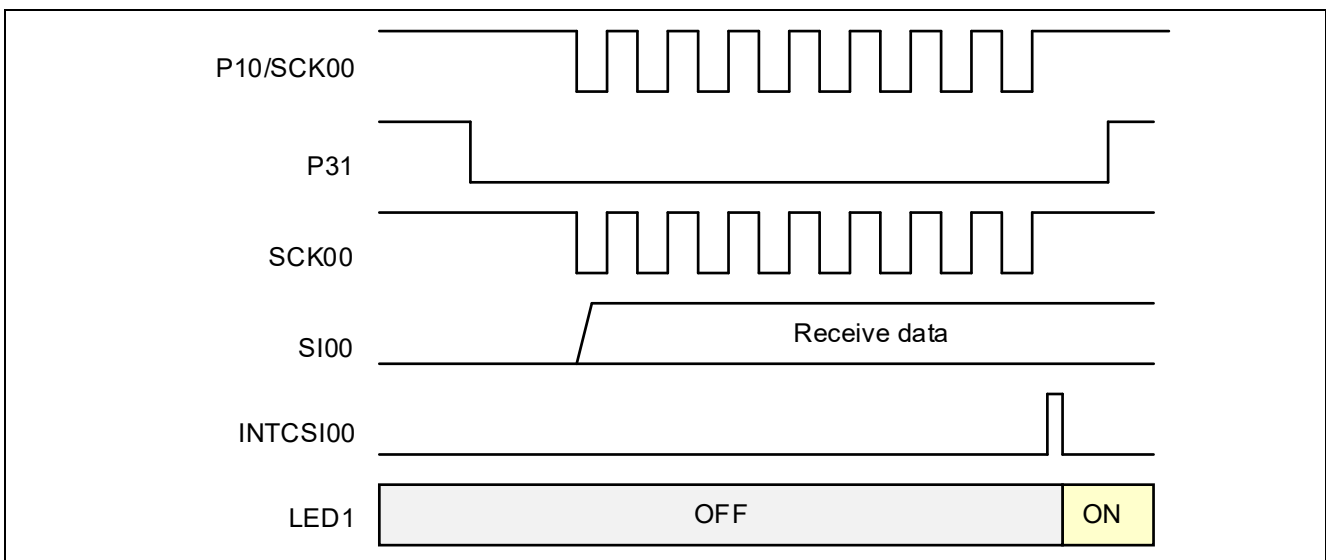 P10/SCK00
P31
SCK00
SI00 Receive data
INTCSI00
LED1 OFF ON